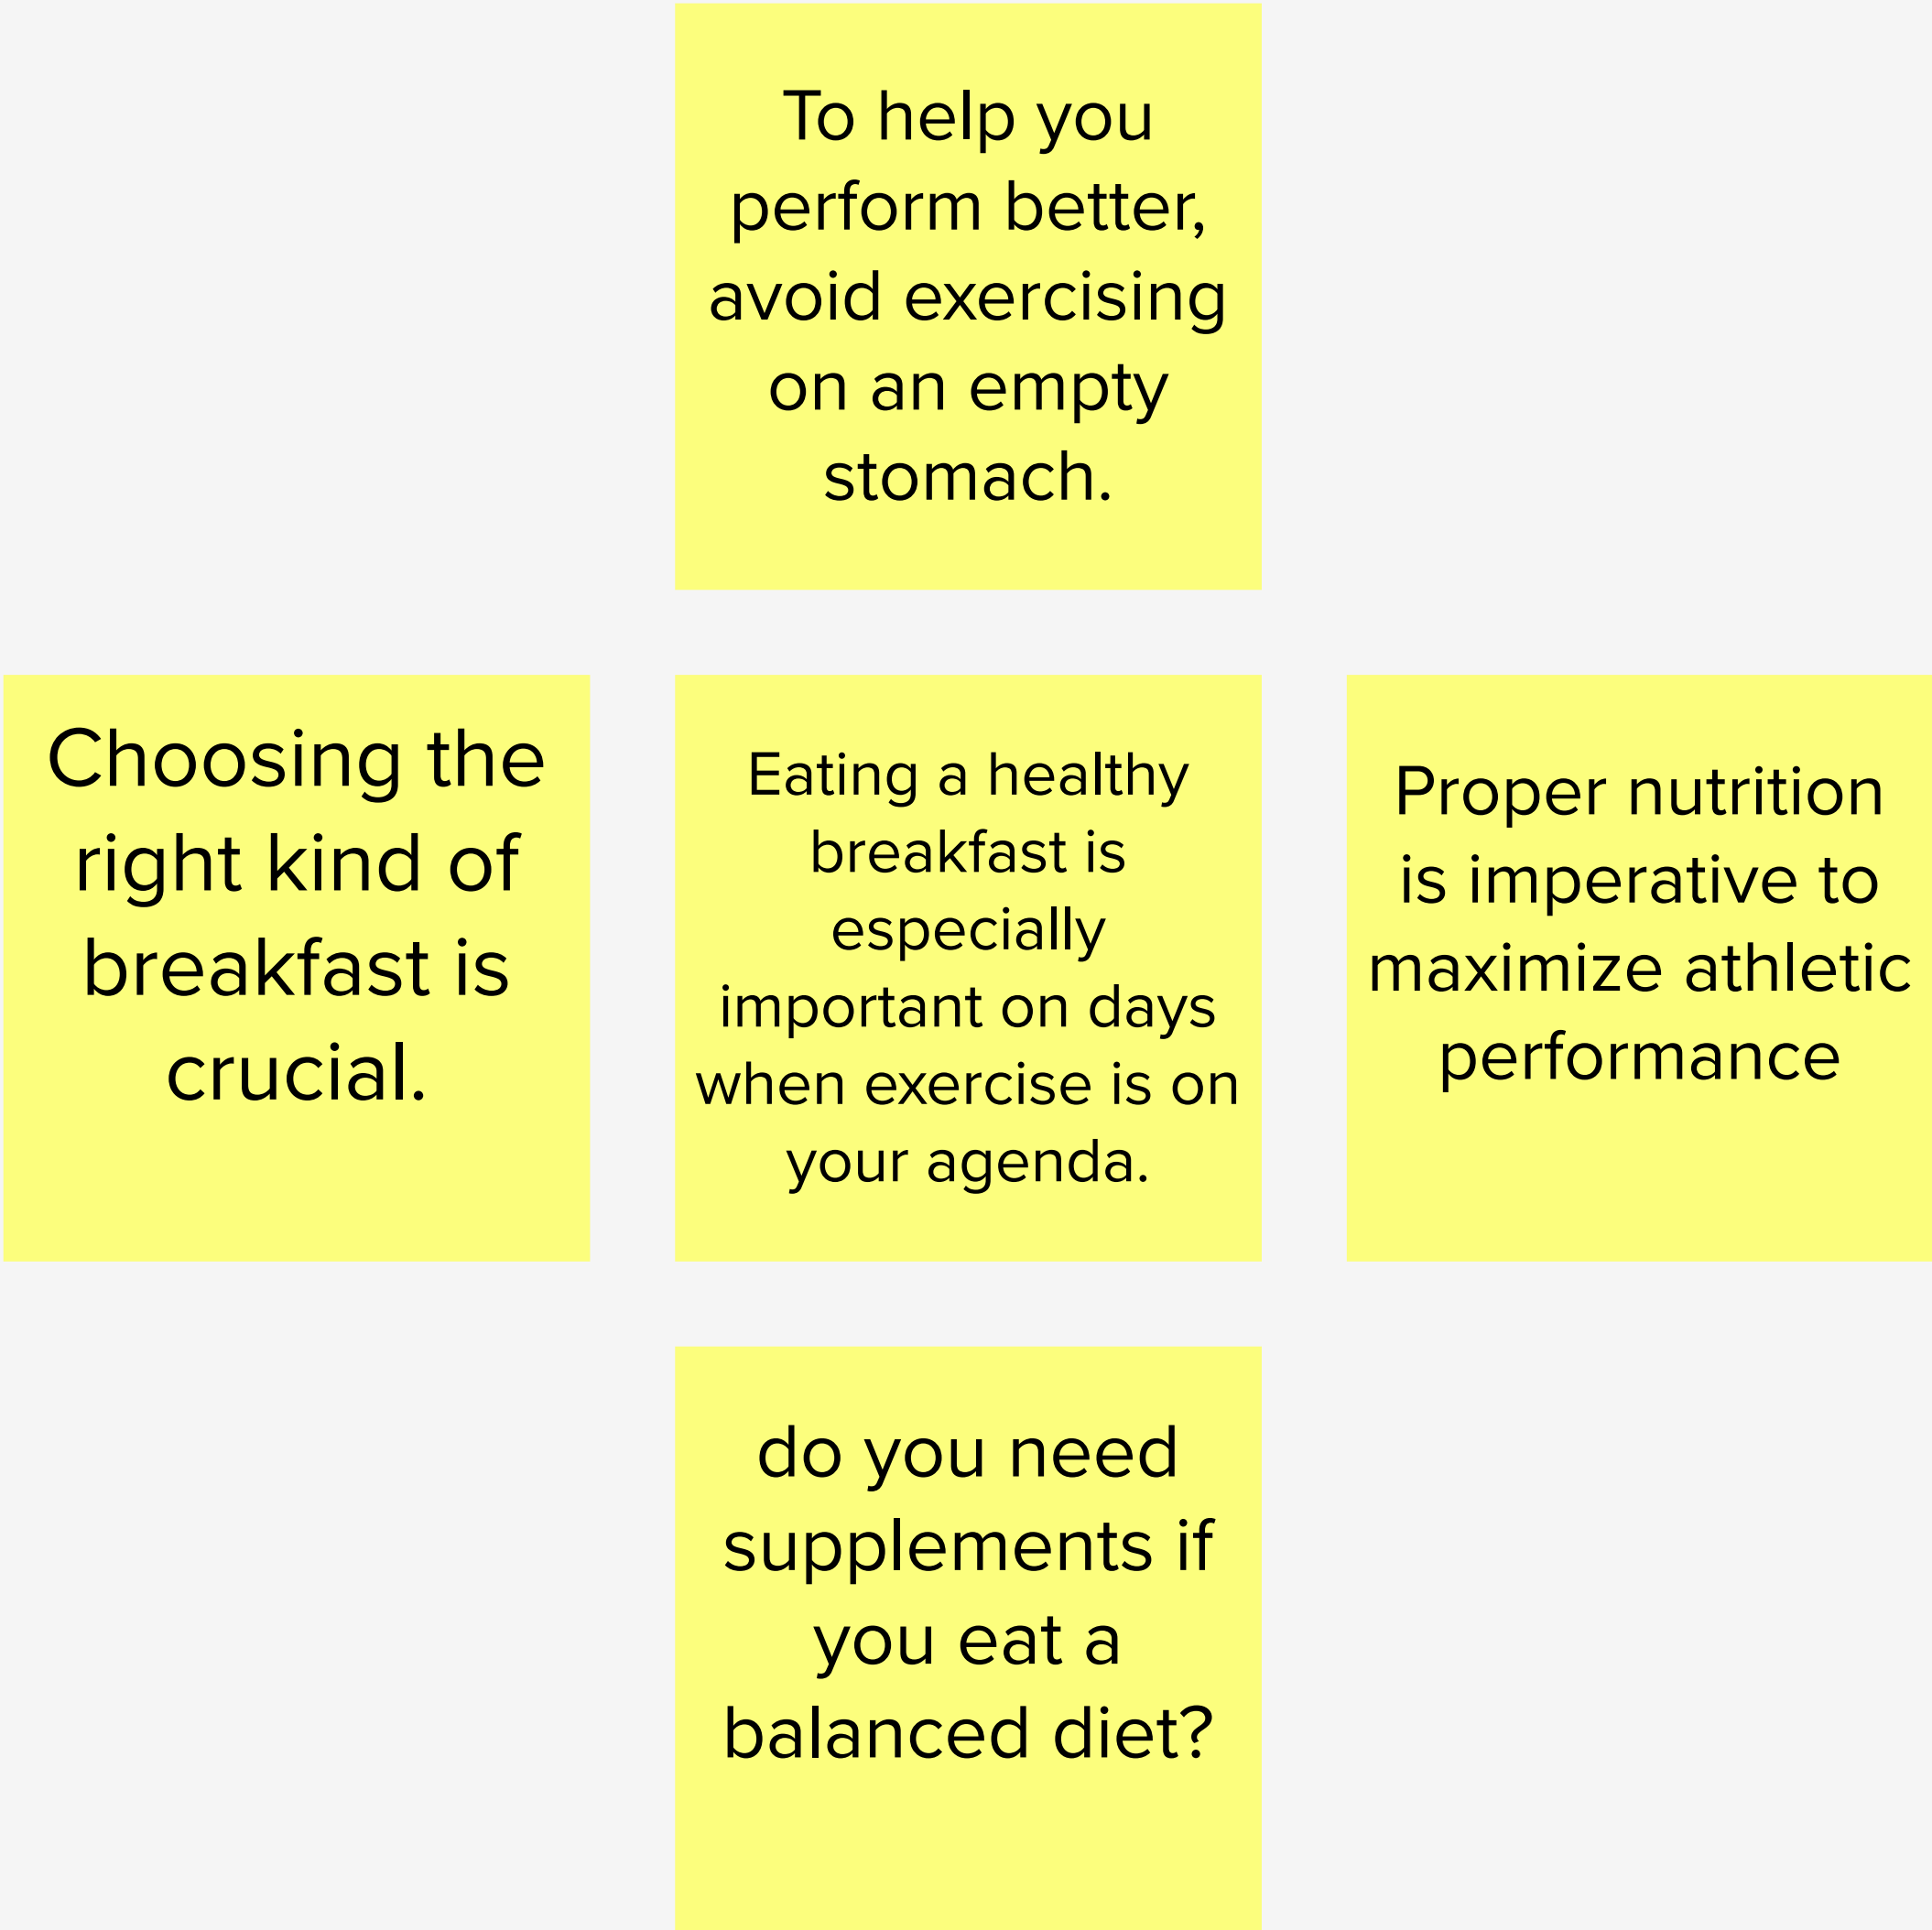 To help you
perform better,
avoid exercising
on an empty
stomach.
Choosing the
right kind of
breakfast is
crucial.
Eating a healthy
breakfast is
especially
important on days
when exercise is on
your agenda.
Proper nutrition
is imperative to
maximize athletic
performance
do you need
supplements if
you eat a
balanced diet?